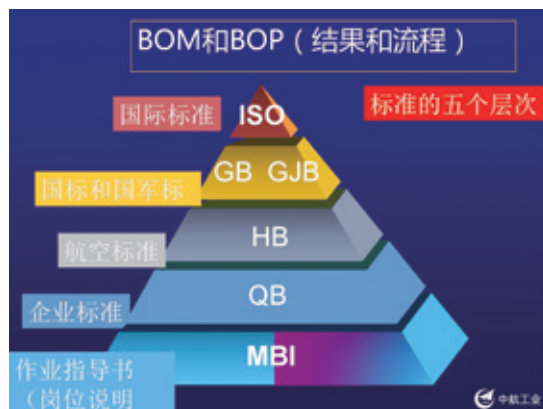 BOM和BOP（结果和流程）
标准的五个层次
国际标准
ISO
国标和国军标
GB GJB
航空标准
HB
企业标准
QB
作业指导书
（岗位说明
MBI
中航工业